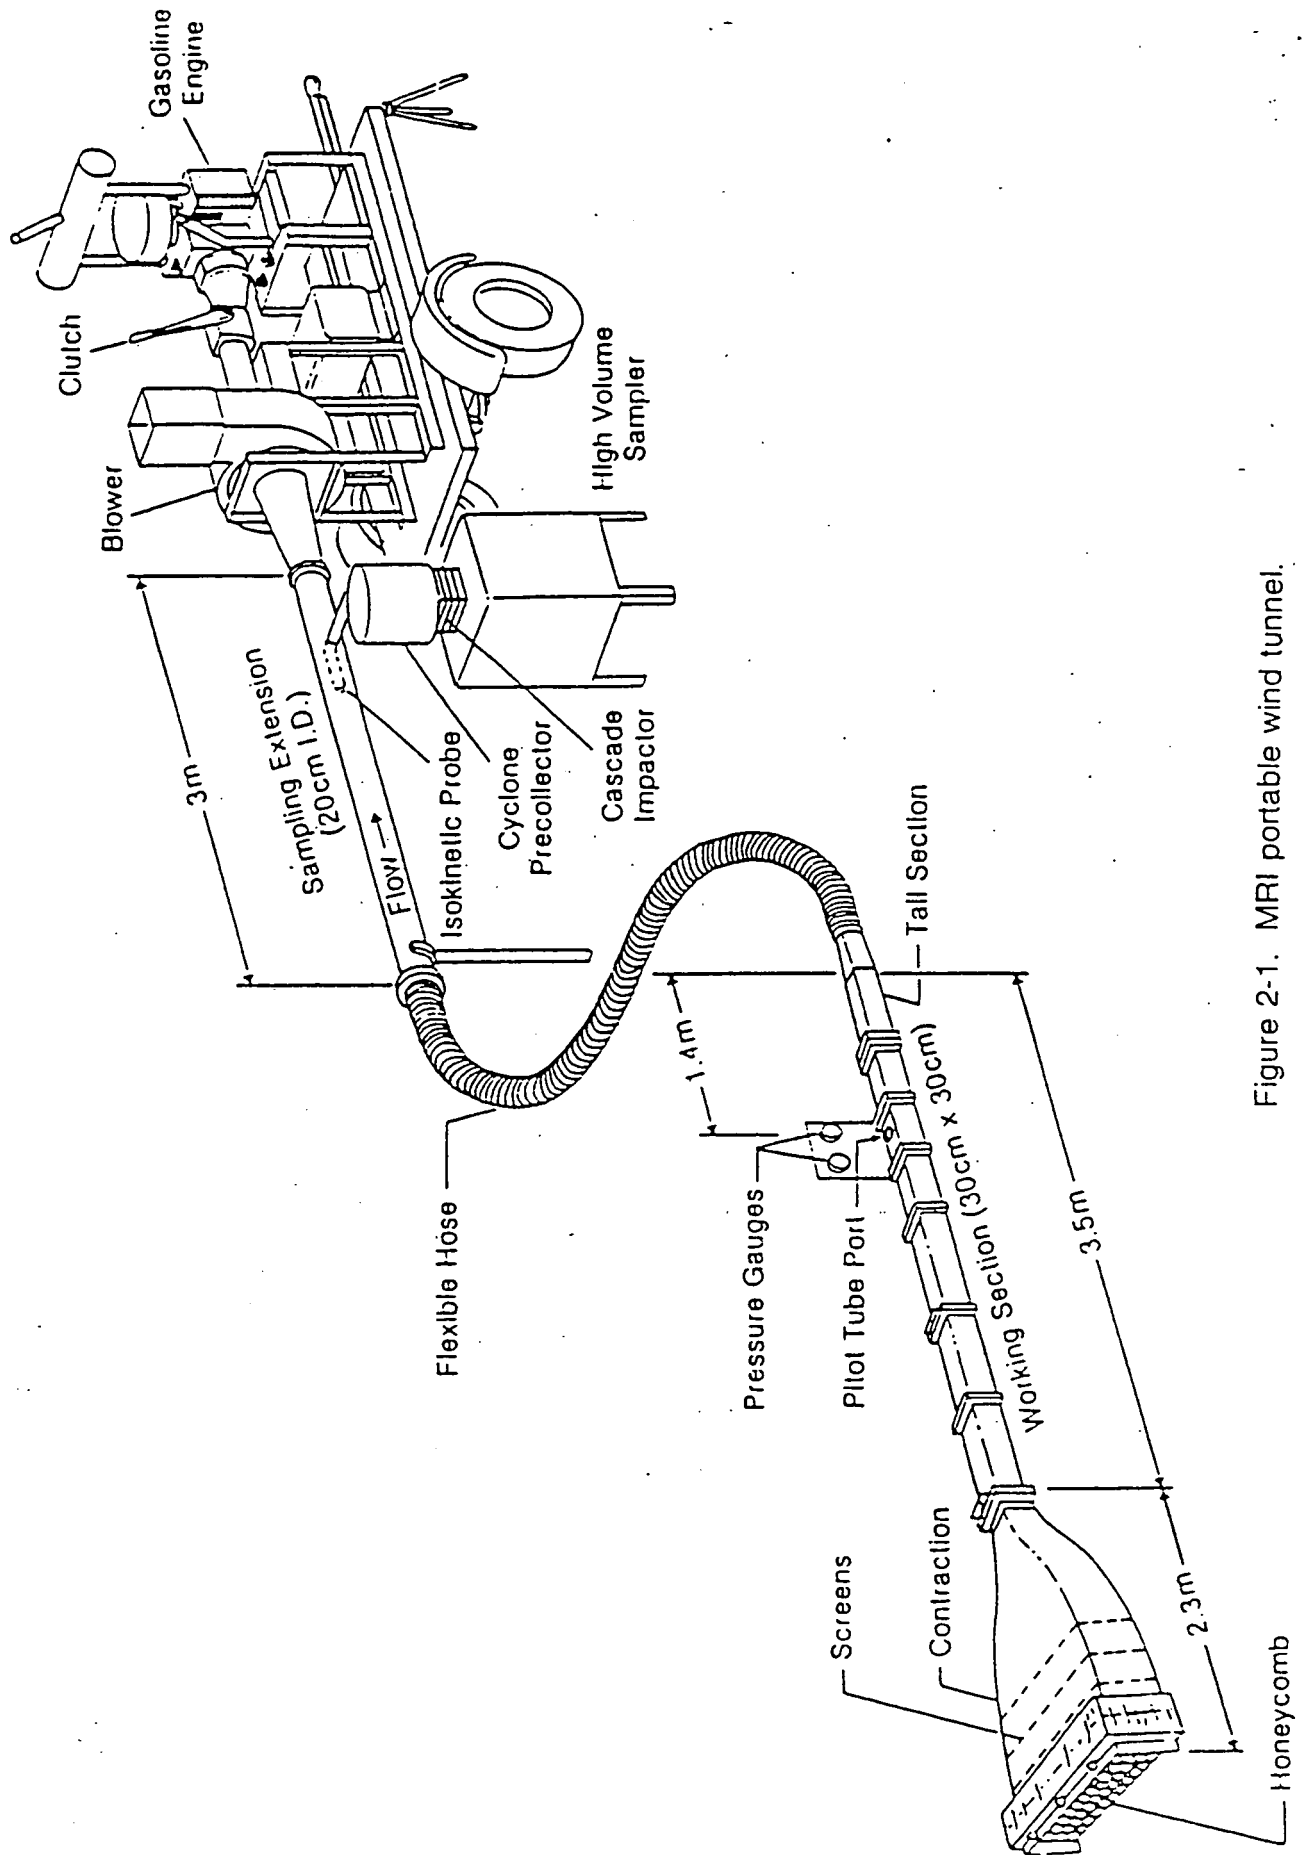 Gasoline
Engine
Clutch
Blower
3m
Sampling Extension
(20cm I.D.)
Flow
High Volume
Sampler
Isokinetic Probe
Cyclone
Precollector
Cascade
Impactor
Flexible Hose
1.4m
Tail Section
Pressure Gauges
Pitot Tube Port
Working Section (30cm x 30cm)
3.5m
Screens
Contraction
2.3m
Honeycomb
Figure 2-1. MRI portable wind tunnel.